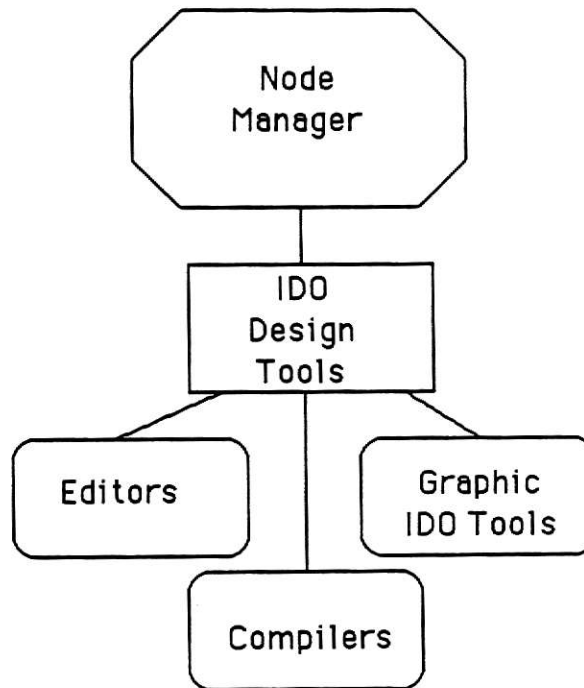 Node
Manager
IDO
Design
Tools
Editors
Graphic
IDO Tools
Compilers